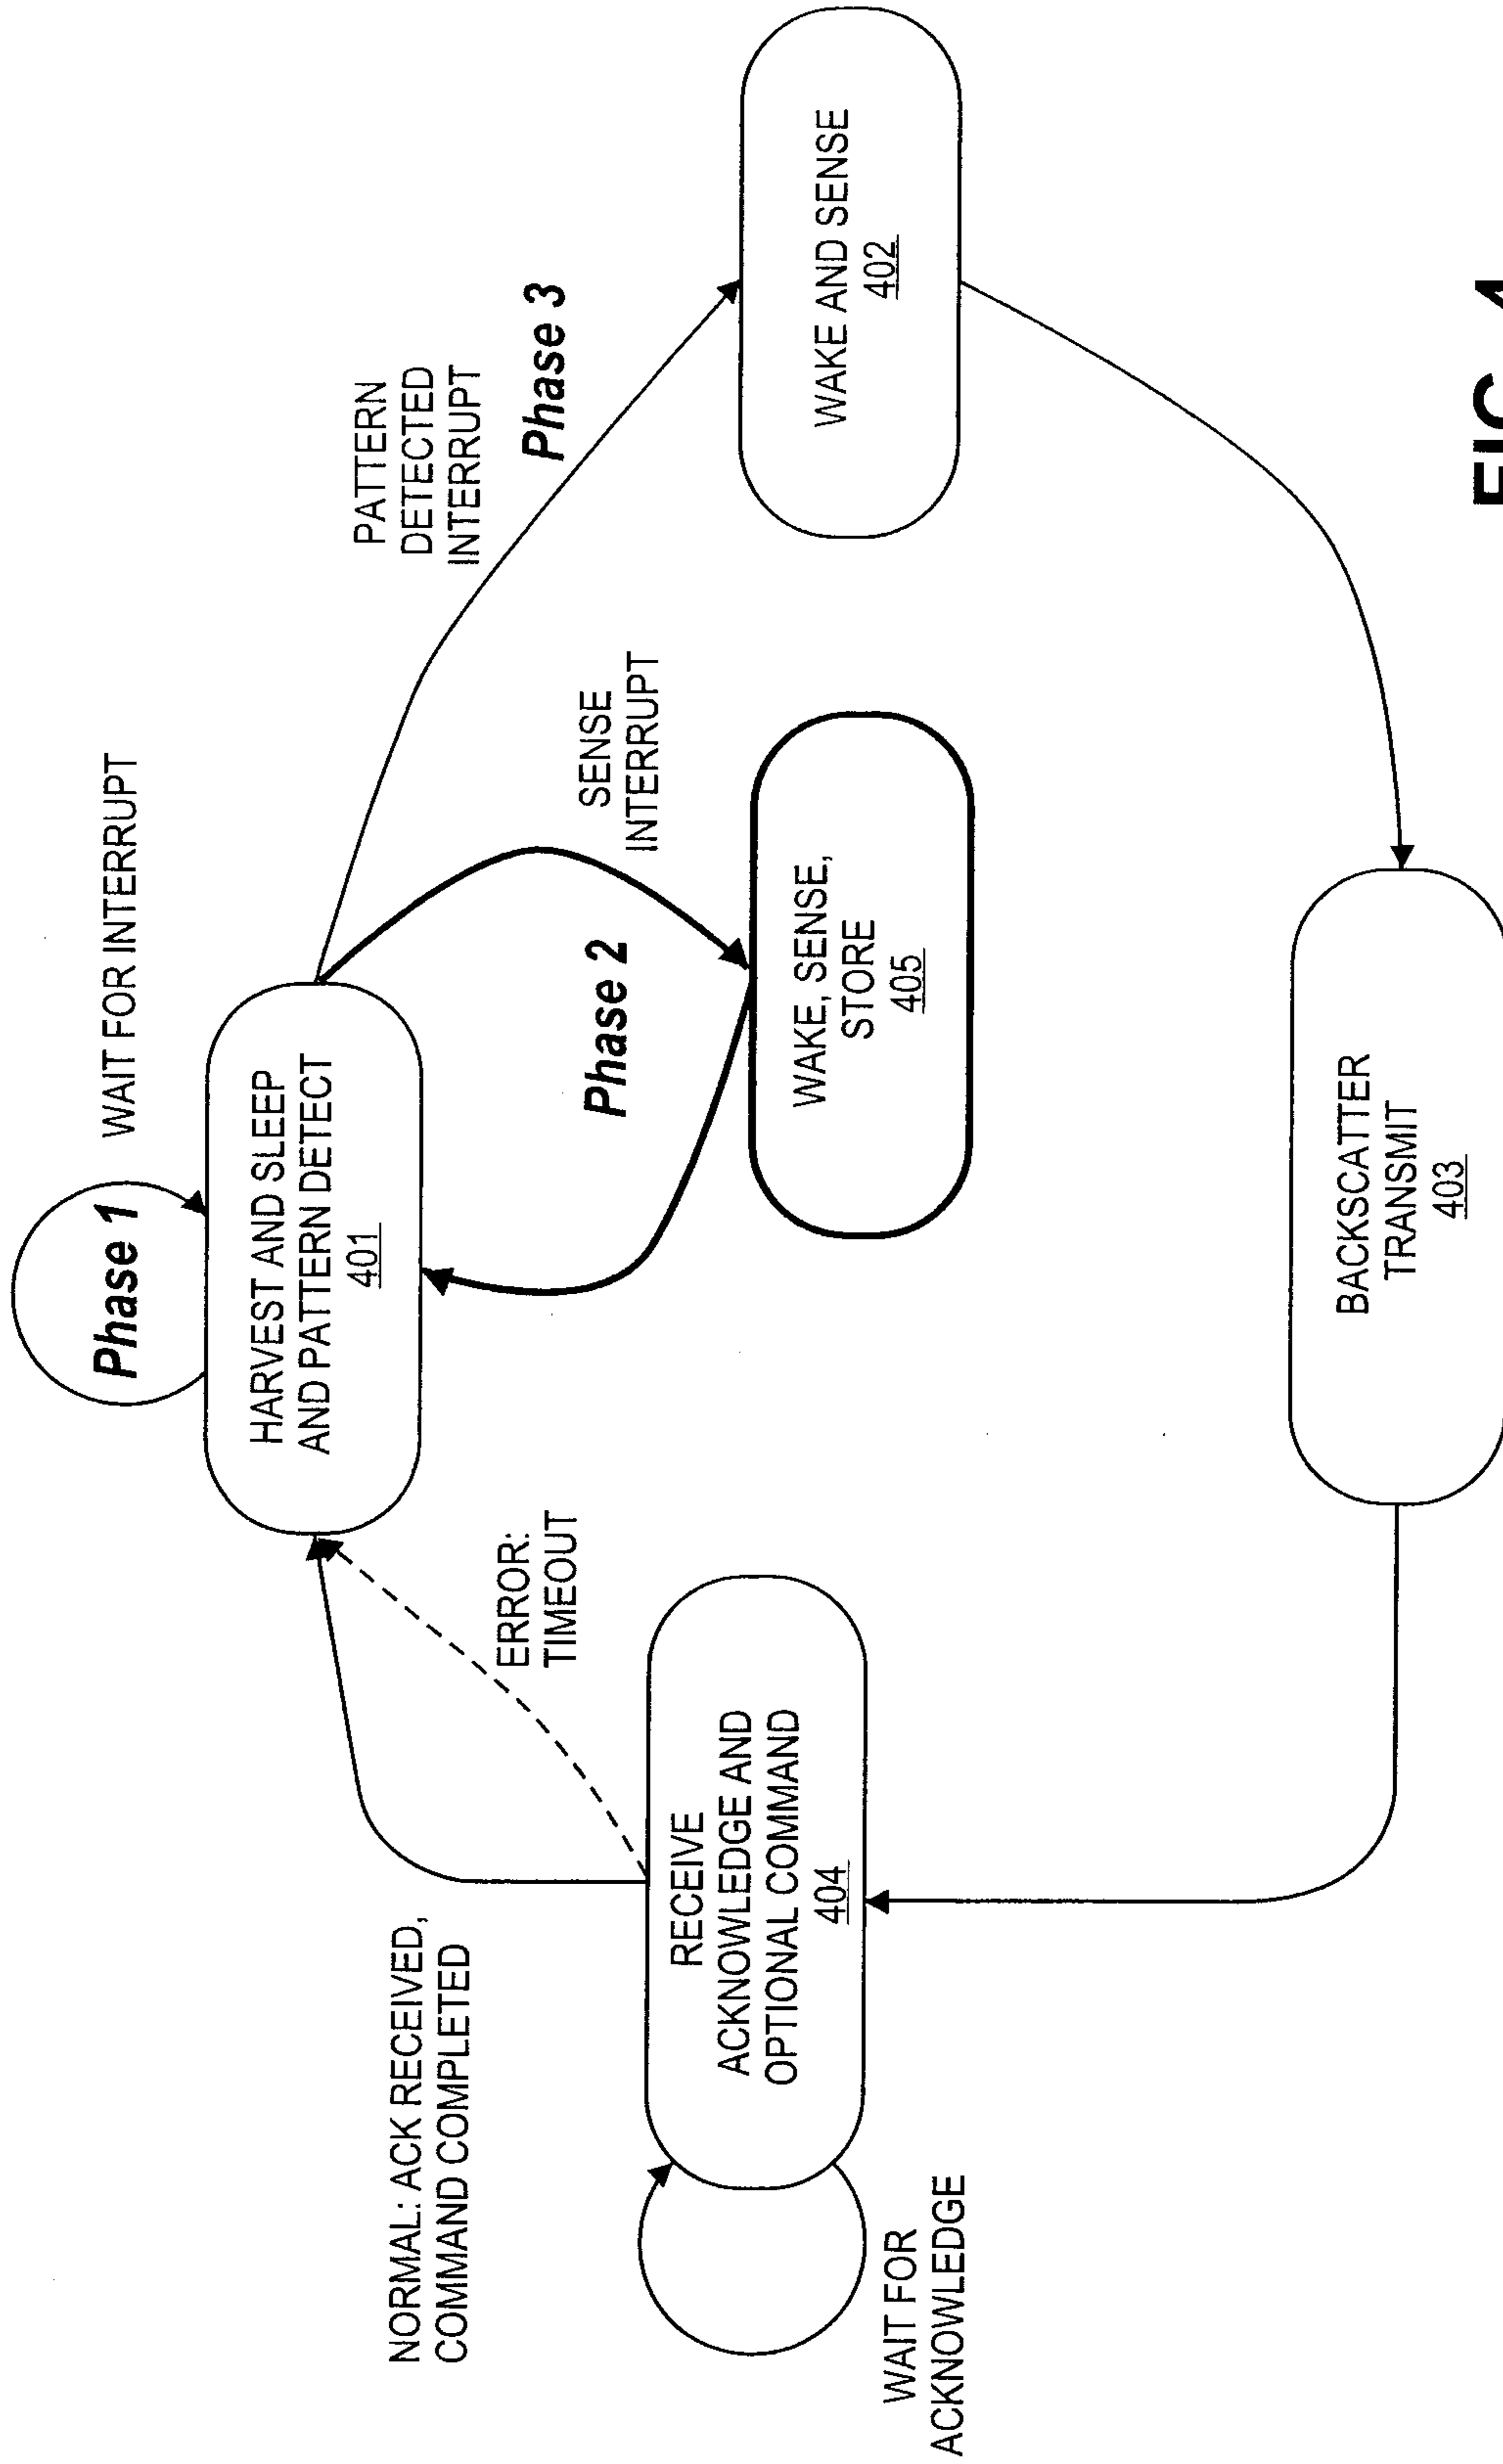 Phase 1
WAIT FOR INTERRUPT
HARVEST AND SLEEP
AND PATTERN DETECT
401
NORMAL: ACK RECEIVED,
COMMAND COMPLETED
ERROR:
TIMEOUT
PATTERN
DETECTED
INTERRUPT
Phase 3
Phase 2
SENSE
INTERRUPT
RECEIVE
ACKNOWLEDGE AND
OPTIONAL COMMAND
404
WAKE, SENSE,
STORE
405
WAKE AND SENSE
402
WAIT FOR
ACKNOWLEDGE
BACKSCATTER
TRANSMIT
403
FIG. 4